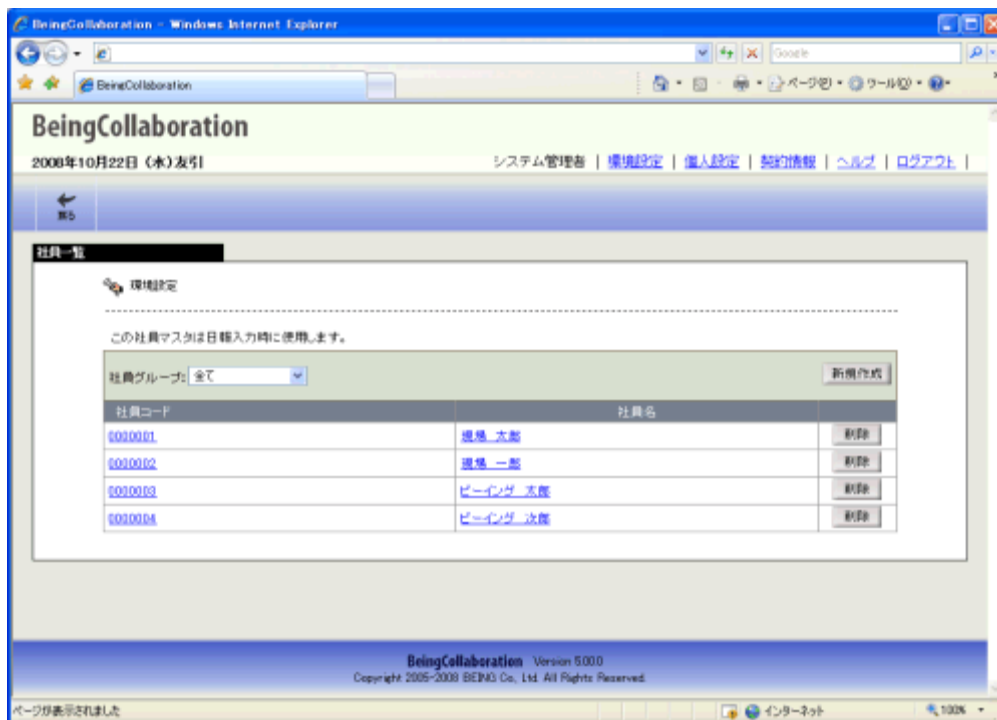 BeingCollaboration - Windows Internet Explorer
Google
BeingCollaboration
ページ(P)
ツール(O)
BeingCollaboration
2008年10月22日（水）友引
システム管理者 | 環境設定 | 個人設定 | 契約情報 | ヘルプ | ログアウト |
戻る
社員一覧
環境設定
この社員マスタは日報入力時に使用します。
社員グループ: 全て
新規作成
社員コード 社員名
0000001 現場 太郎 削除
0000002 現場 一郎 削除
0000003 ビーイング 太郎 削除
0000004 ビーイング 次郎 削除
BeingCollaboration Version 5.00.0
Copyright 2005-2008 BEING Co., Ltd. All Rights Reserved.
ページが表示されました
インターネット
100%